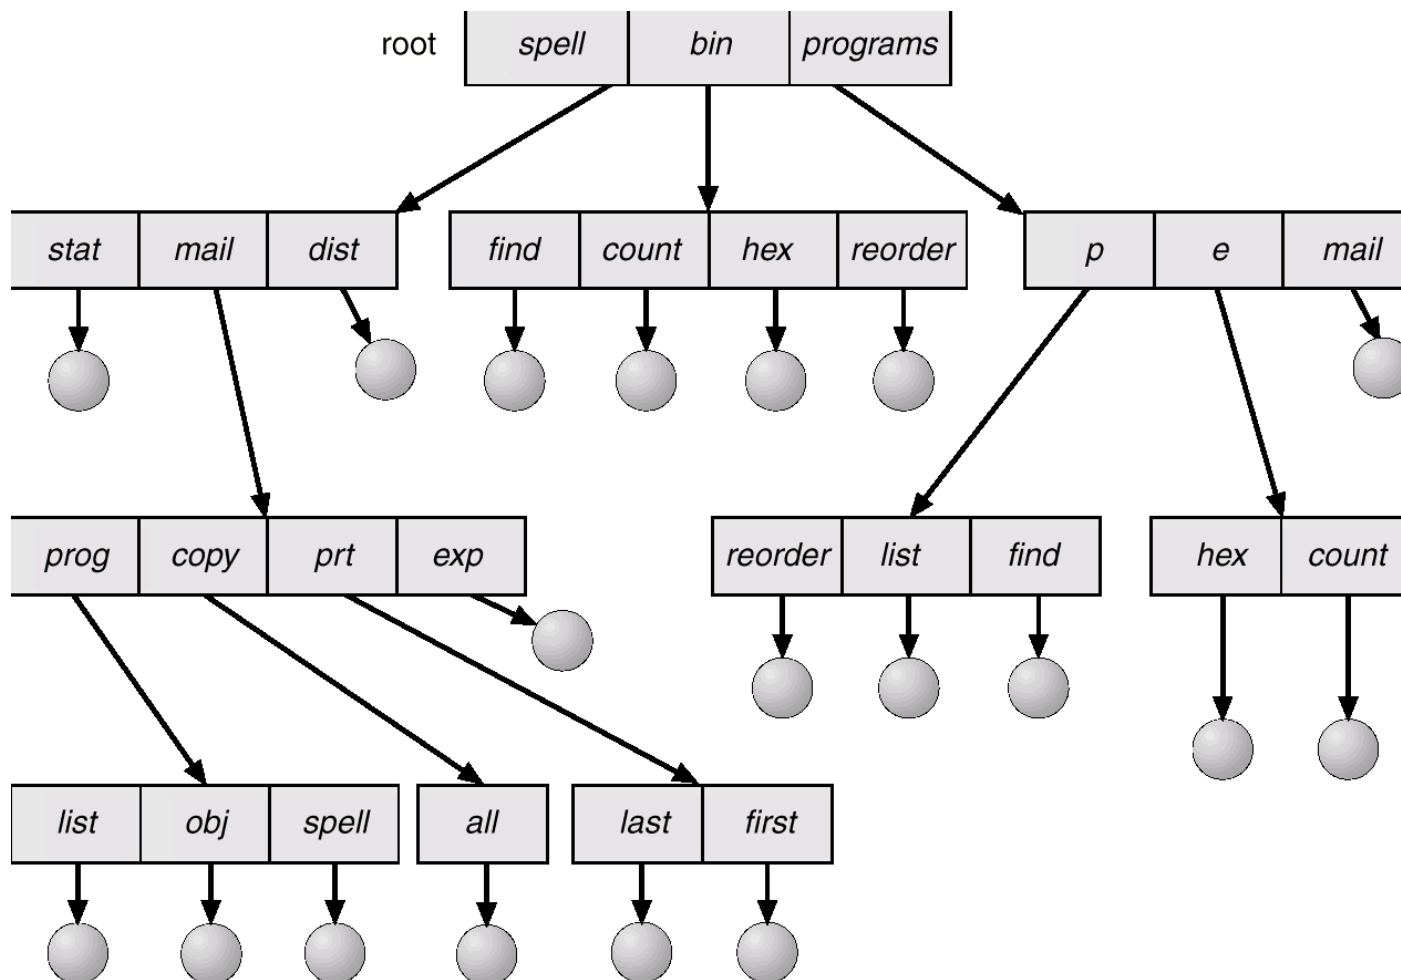 root spell bin programs
stat mail dist find count hex reorder p e mail
prog copy prt exp reorder list find hex count
list obj spell all last first